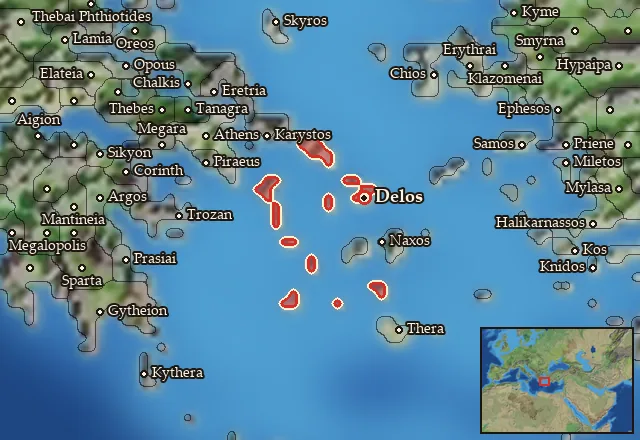 Thebai Phthiotides
Skyros
Kyme
Lamia
Oreos
Smyrna
Erythrai
Elateia
Opous
Chios
Hypaipa
Chalkis
Klazomenai
Eretria
Thebes
Tanagra
Ephesos
Aigion
Megara
Athens
Karystos
Sikyon
Samos
Priene
Piraeus
Miletos
Corinth
Mylasa
Argos
Delos
Mantineia
Trozan
Halikarnassos
Megalopolis
Naxos
Kos
Prasiai
Knidos
Sparta
Gytheion
Thera
Kythera